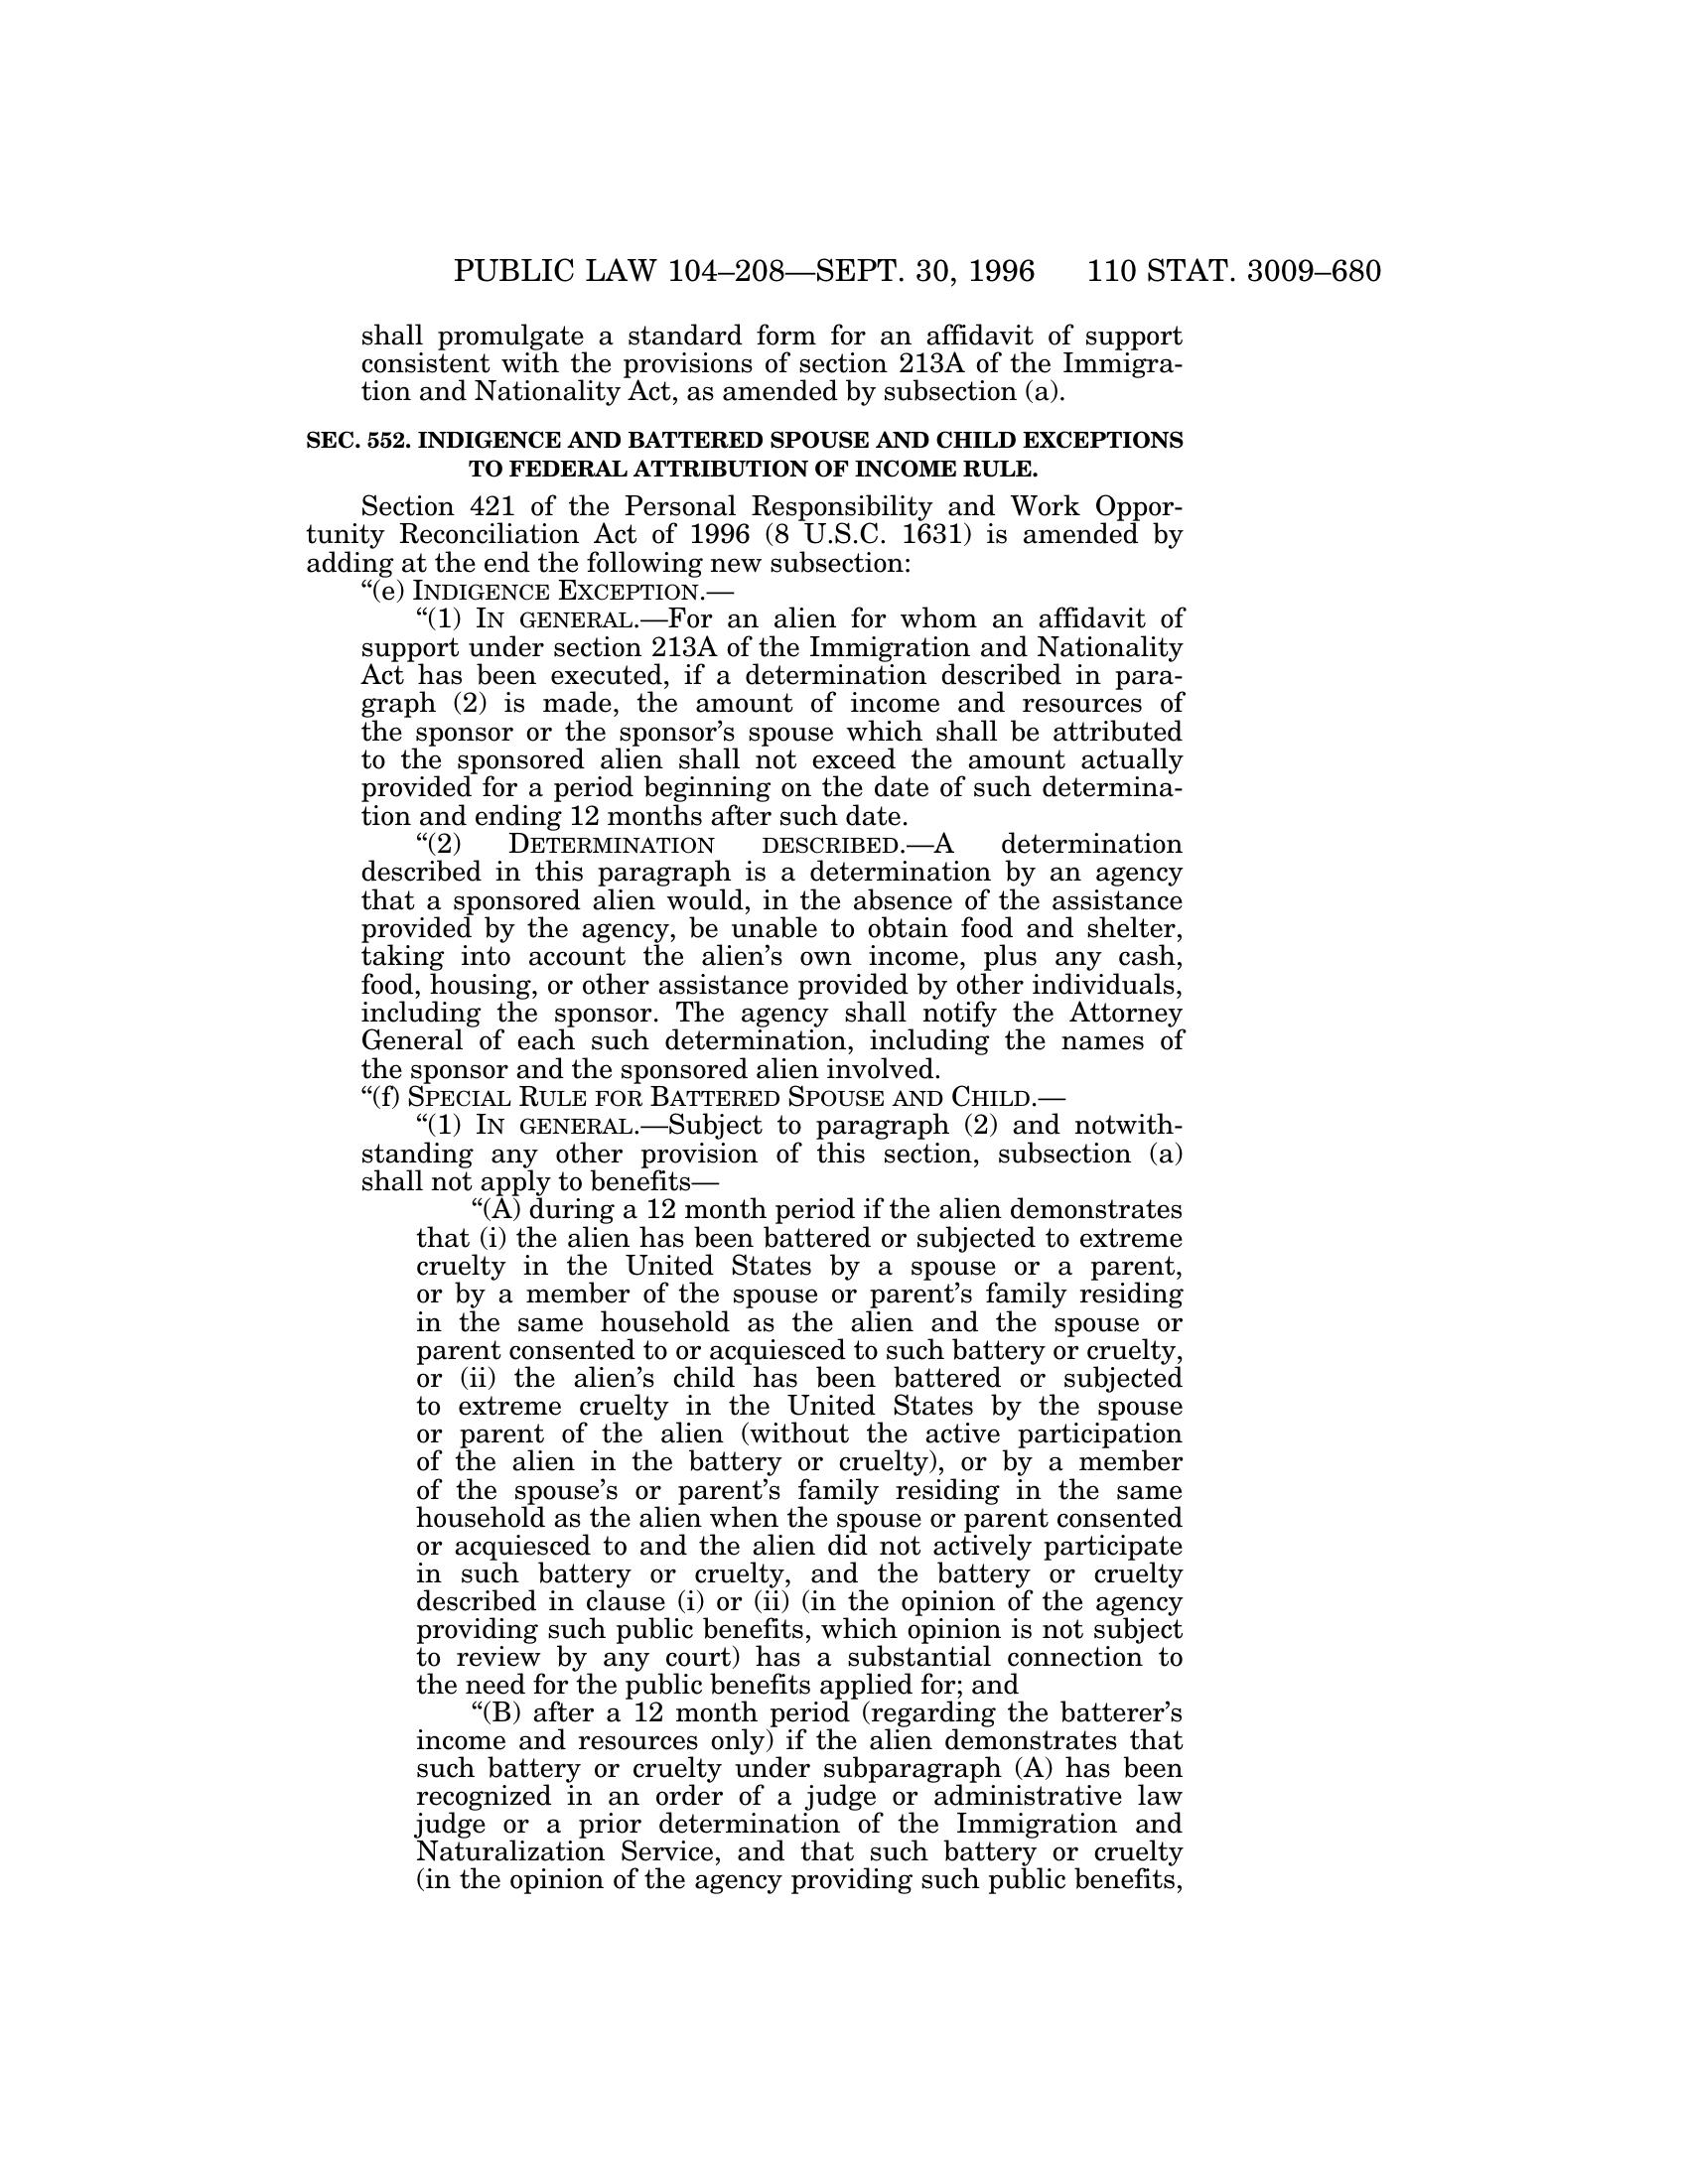 PUBLIC LAW 104–208—SEPT. 30, 1996 110 STAT. 3009–680
shall promulgate a standard form for an affidavit of support
consistent with the provisions of section 213A of the Immigra-
tion and Nationality Act, as amended by subsection (a).
SEC. 552. INDIGENCE AND BATTERED SPOUSE AND CHILD EXCEPTIONS
TO FEDERAL ATTRIBUTION OF INCOME RULE.
Section 421 of the Personal Responsibility and Work Oppor-
tunity Reconciliation Act of 1996 (8 U.S.C. 1631) is amended by
adding at the end the following new subsection:
“(e) INDIGENCE EXCEPTION.—
“(1) IN GENERAL.—For an alien for whom an affidavit of
support under section 213A of the Immigration and Nationality
Act has been executed, if a determination described in para-
graph (2) is made, the amount of income and resources of
the sponsor or the sponsor’s spouse which shall be attributed
to the sponsored alien shall not exceed the amount actually
provided for a period beginning on the date of such determina-
tion and ending 12 months after such date.
“(2) DETERMINATION DESCRIBED.—A determination
described in this paragraph is a determination by an agency
that a sponsored alien would, in the absence of the assistance
provided by the agency, be unable to obtain food and shelter,
taking into account the alien’s own income, plus any cash,
food, housing, or other assistance provided by other individuals,
including the sponsor. The agency shall notify the Attorney
General of each such determination, including the names of
the sponsor and the sponsored alien involved.
“(f) SPECIAL RULE FOR BATTERED SPOUSE AND CHILD.—
“(1) IN GENERAL.—Subject to paragraph (2) and notwith-
standing any other provision of this section, subsection (a)
shall not apply to benefits—
“(A) during a 12 month period if the alien demonstrates
that (i) the alien has been battered or subjected to extreme
cruelty in the United States by a spouse or a parent,
or by a member of the spouse or parent’s family residing
in the same household as the alien and the spouse or
parent consented to or acquiesced to such battery or cruelty,
or (ii) the alien’s child has been battered or subjected
to extreme cruelty in the United States by the spouse
or parent of the alien (without the active participation
of the alien in the battery or cruelty), or by a member
of the spouse’s or parent’s family residing in the same
household as the alien when the spouse or parent consented
or acquiesced to and the alien did not actively participate
in such battery or cruelty, and the battery or cruelty
described in clause (i) or (ii) (in the opinion of the agency
providing such public benefits, which opinion is not subject
to review by any court) has a substantial connection to
the need for the public benefits applied for; and
“(B) after a 12 month period (regarding the batterer’s
income and resources only) if the alien demonstrates that
such battery or cruelty under subparagraph (A) has been
recognized in an order of a judge or administrative law
judge or a prior determination of the Immigration and
Naturalization Service, and that such battery or cruelty
(in the opinion of the agency providing such public benefits,